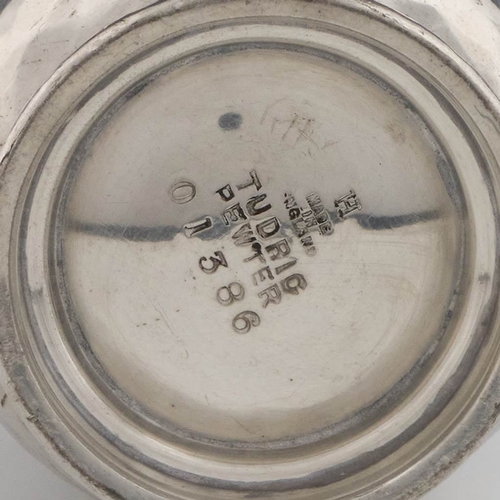 H
MADE
IN
ENGLAND
TUDRIC
PEWTER
01386